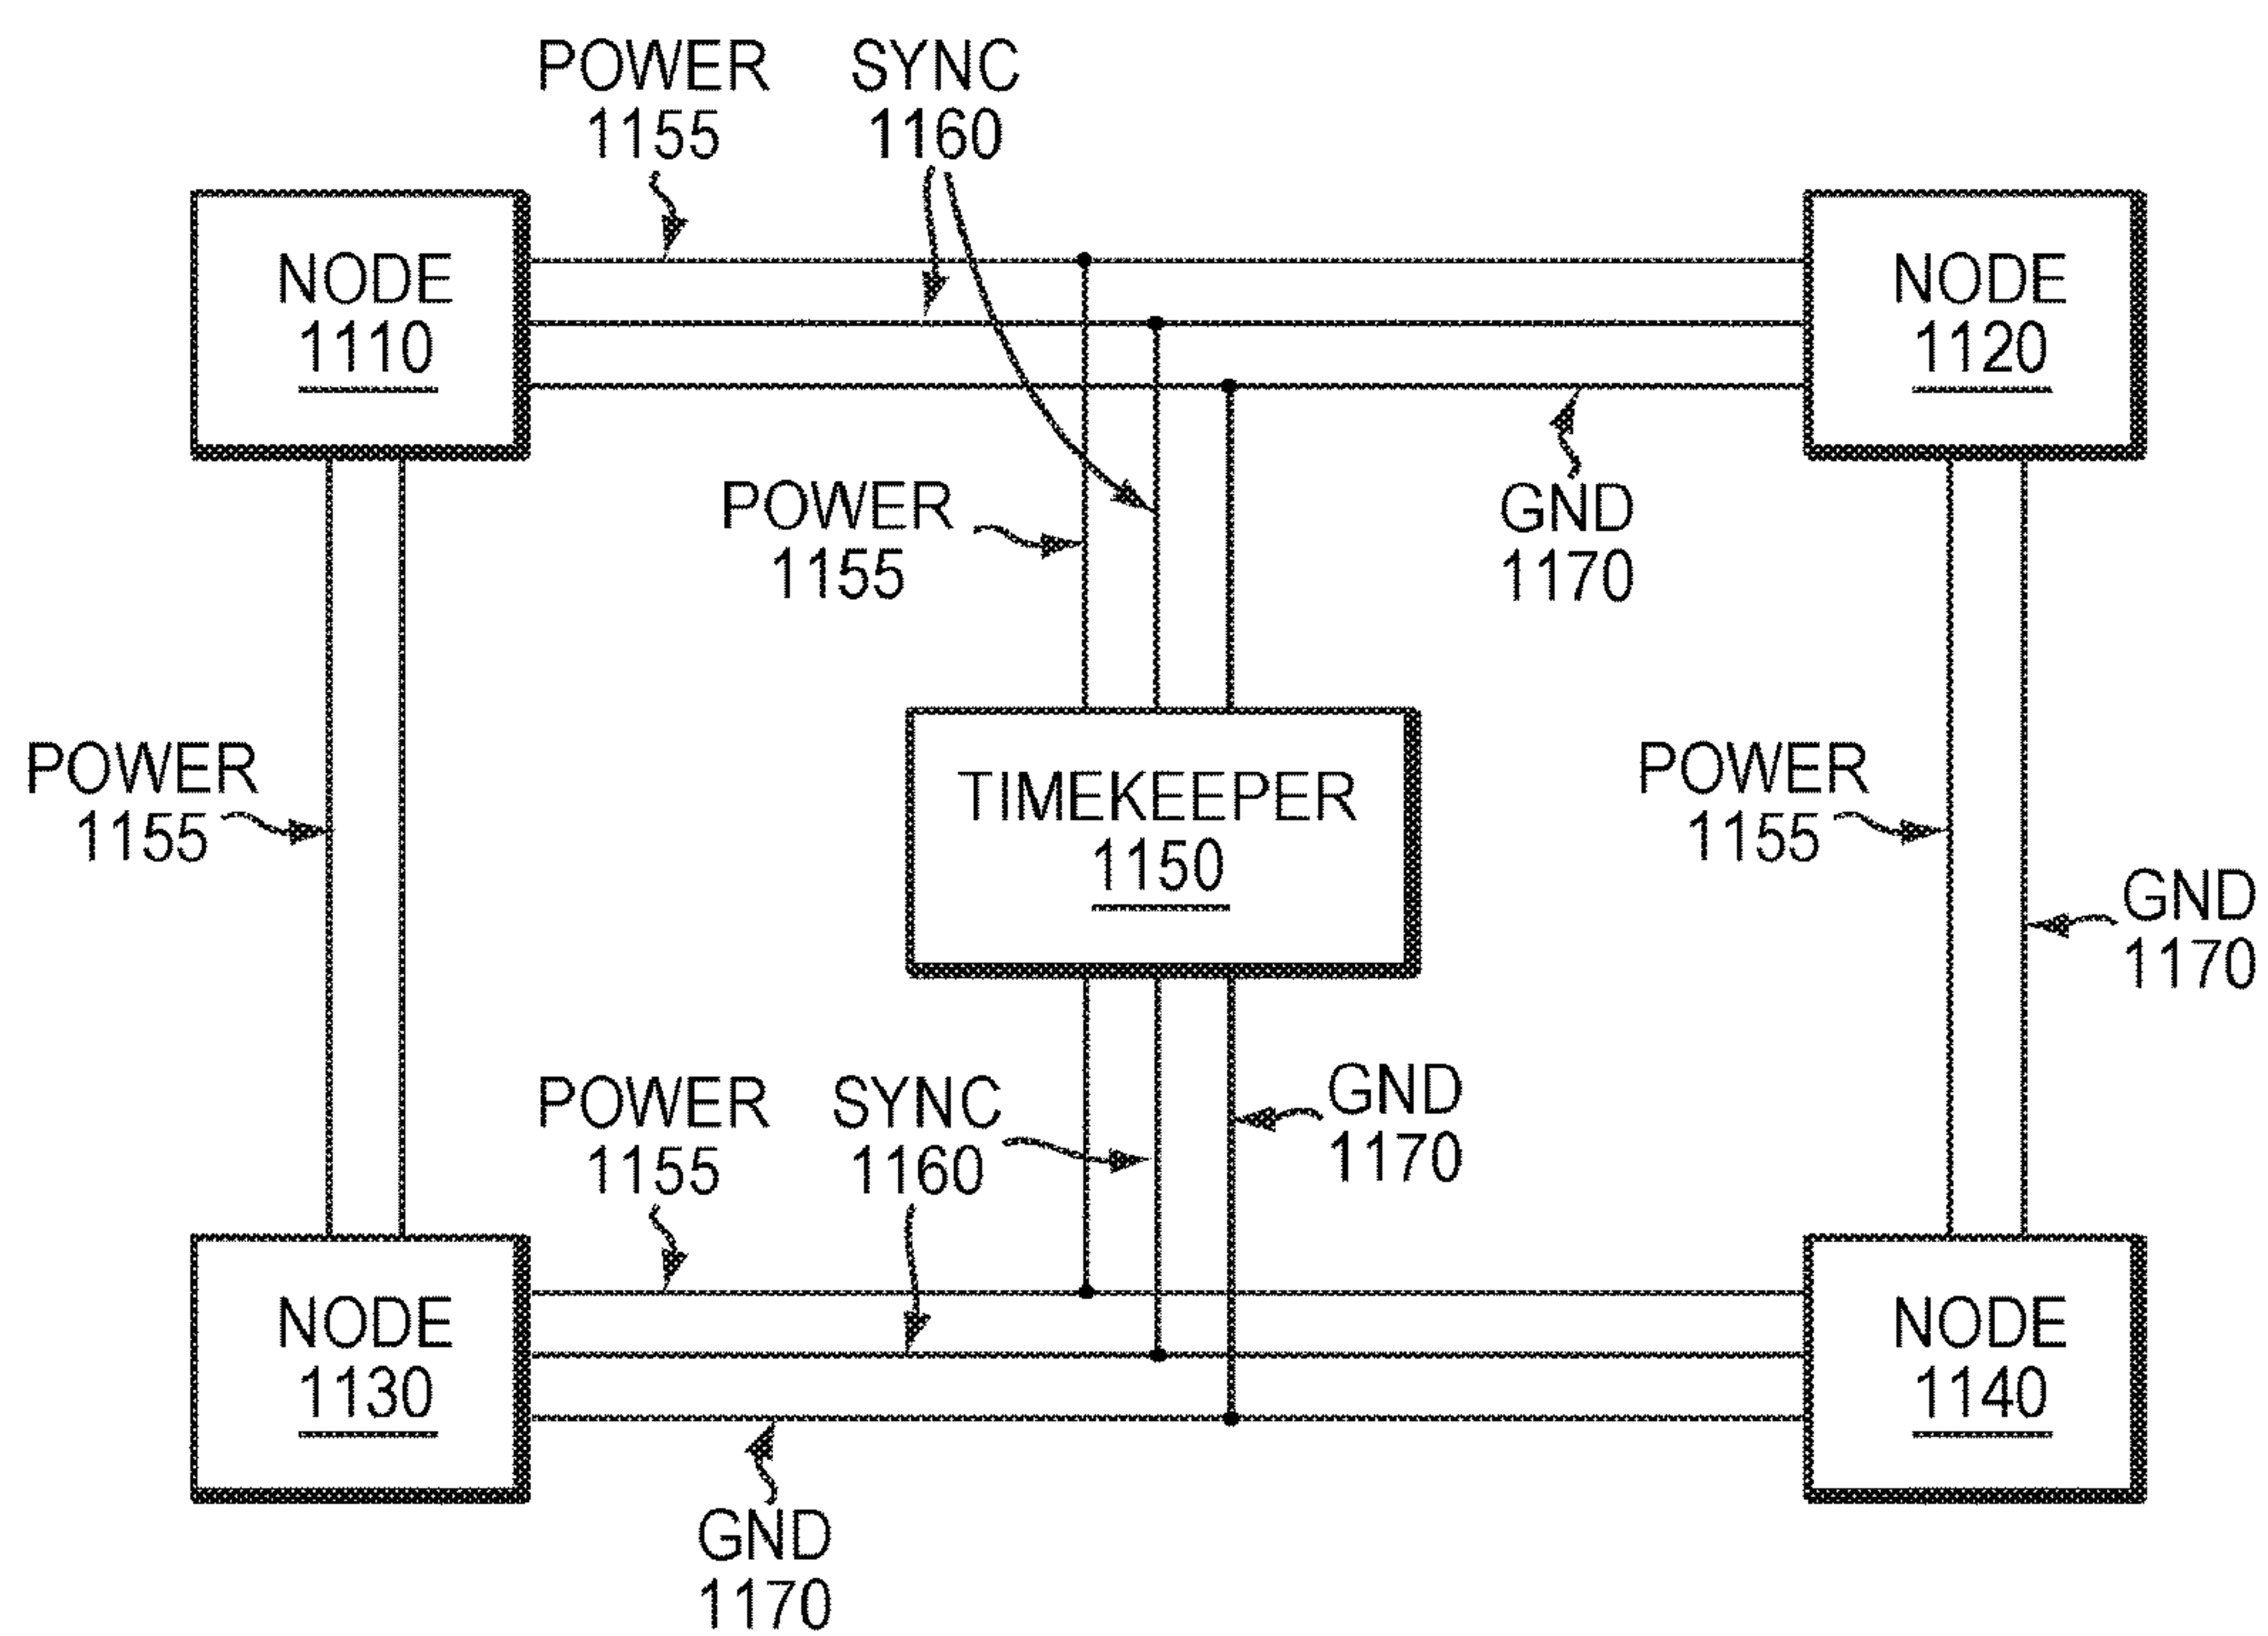 POWER
1155
SYNC
1160
NODE
1110
NODE
1120
POWER
1155
GND
1170
POWER
1155
TIMEKEEPER
1150
POWER
1155
GND
1170
POWER
1155
SYNC
1160
GND
1170
NODE
1130
NODE
1140
GND
1170